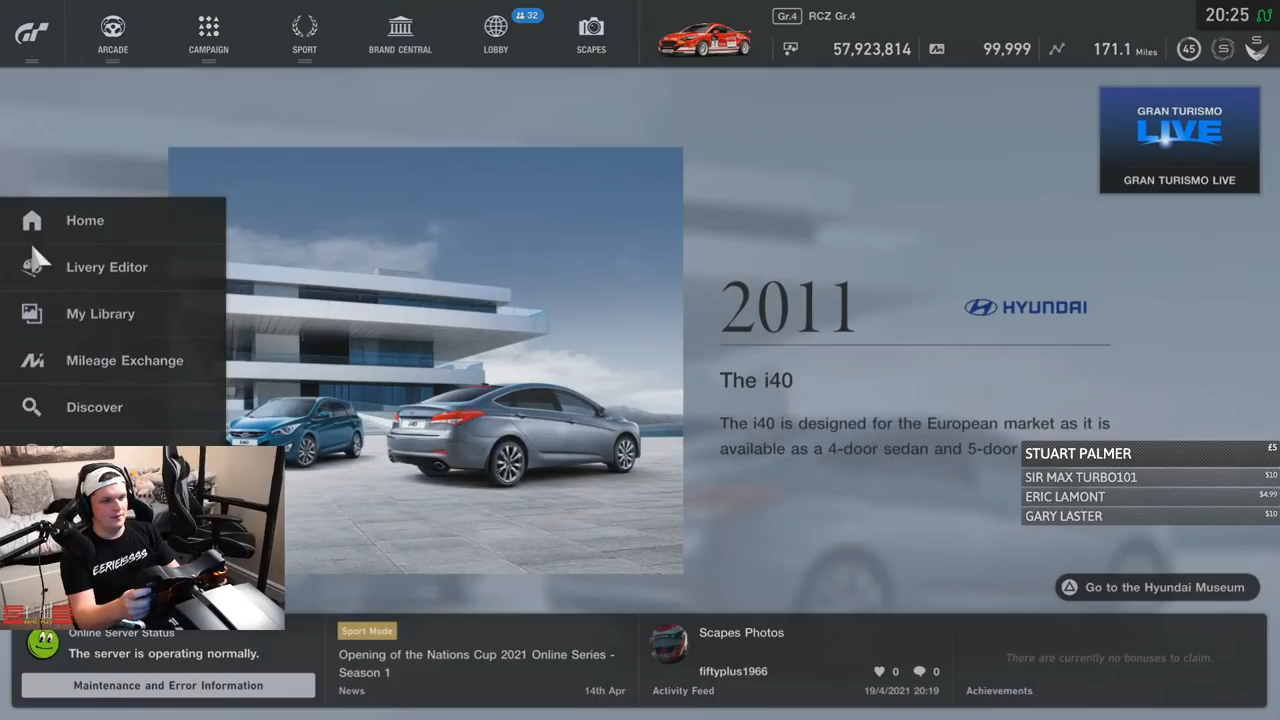 GT
ARCADE
CAMPAIGN
SPORT
BRAND CENTRAL
32
LOBBY
SCAPES
Gr.4 RCZ Gr.4
57,923,814
99,999
171.1 Miles
45
S
S
20:25
GRAN TURISMO
LIVE
GRAN TURISMO LIVE
Home
Livery Editor
My Library
Mileage Exchange
Discover
2011 HYUNDAI
The i40
The i40 is designed for the European market as it is
available as a 4-door sedan and 5-door
STUART PALMER £5
SIR MAX TURBO101 $10
ERIC LAMONT $4.99
GARY LASTER $10
Go to the Hyundai Museum
EERIEISSSS
Online Server Status
The server is operating normally.
Maintenance and Error Information
Sport Mode
Opening of the Nations Cup 2021 Online Series -
Season 1
News 14th Apr
Scapes Photos
fiftyplus1966 0 0
Activity Feed 19/4/2021 20:19
There are currently no bonuses to claim.
Achievements